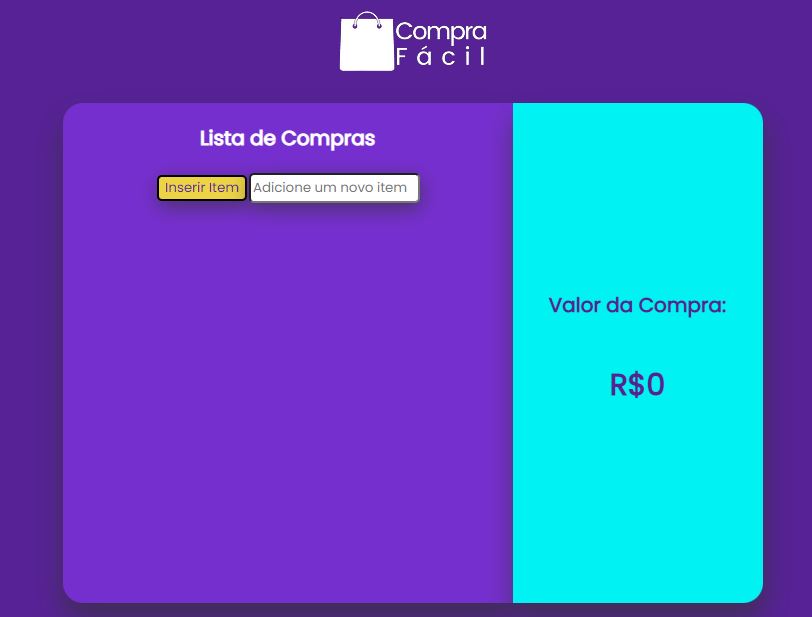 Compra
Fácil
Lista de Compras
Inserir Item
Adicione um novo item
Valor da Compra:
R$0